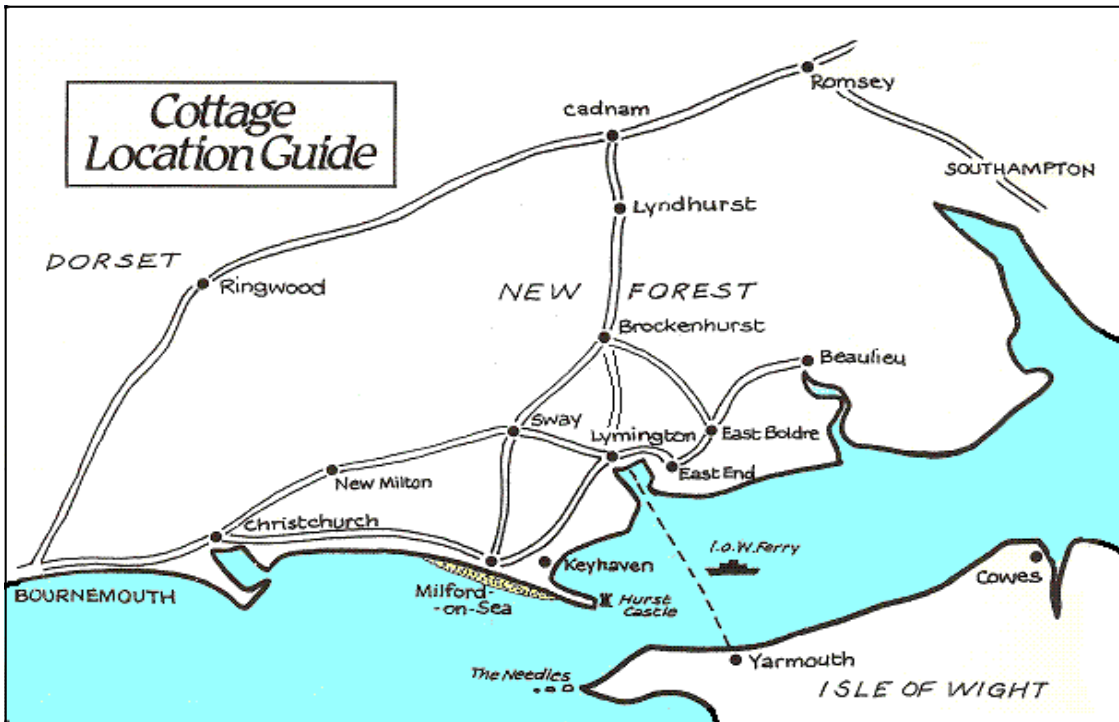 Cottage
Location Guide
Romsey
Cadnam
SOUTHAMPTON
Lyndhurst
DORSET
Ringwood
NEW FOREST
Brockenhurst
Beaulieu
Sway
Lymington
East Boldre
East End
New Milton
Christchurch
I.o.W. Ferry
Keyhaven
Cowes
BOURNEMOUTH
Milford-
-on-Sea
Hurst
Castle
Yarmouth
The Needles
ISLE OF WIGHT